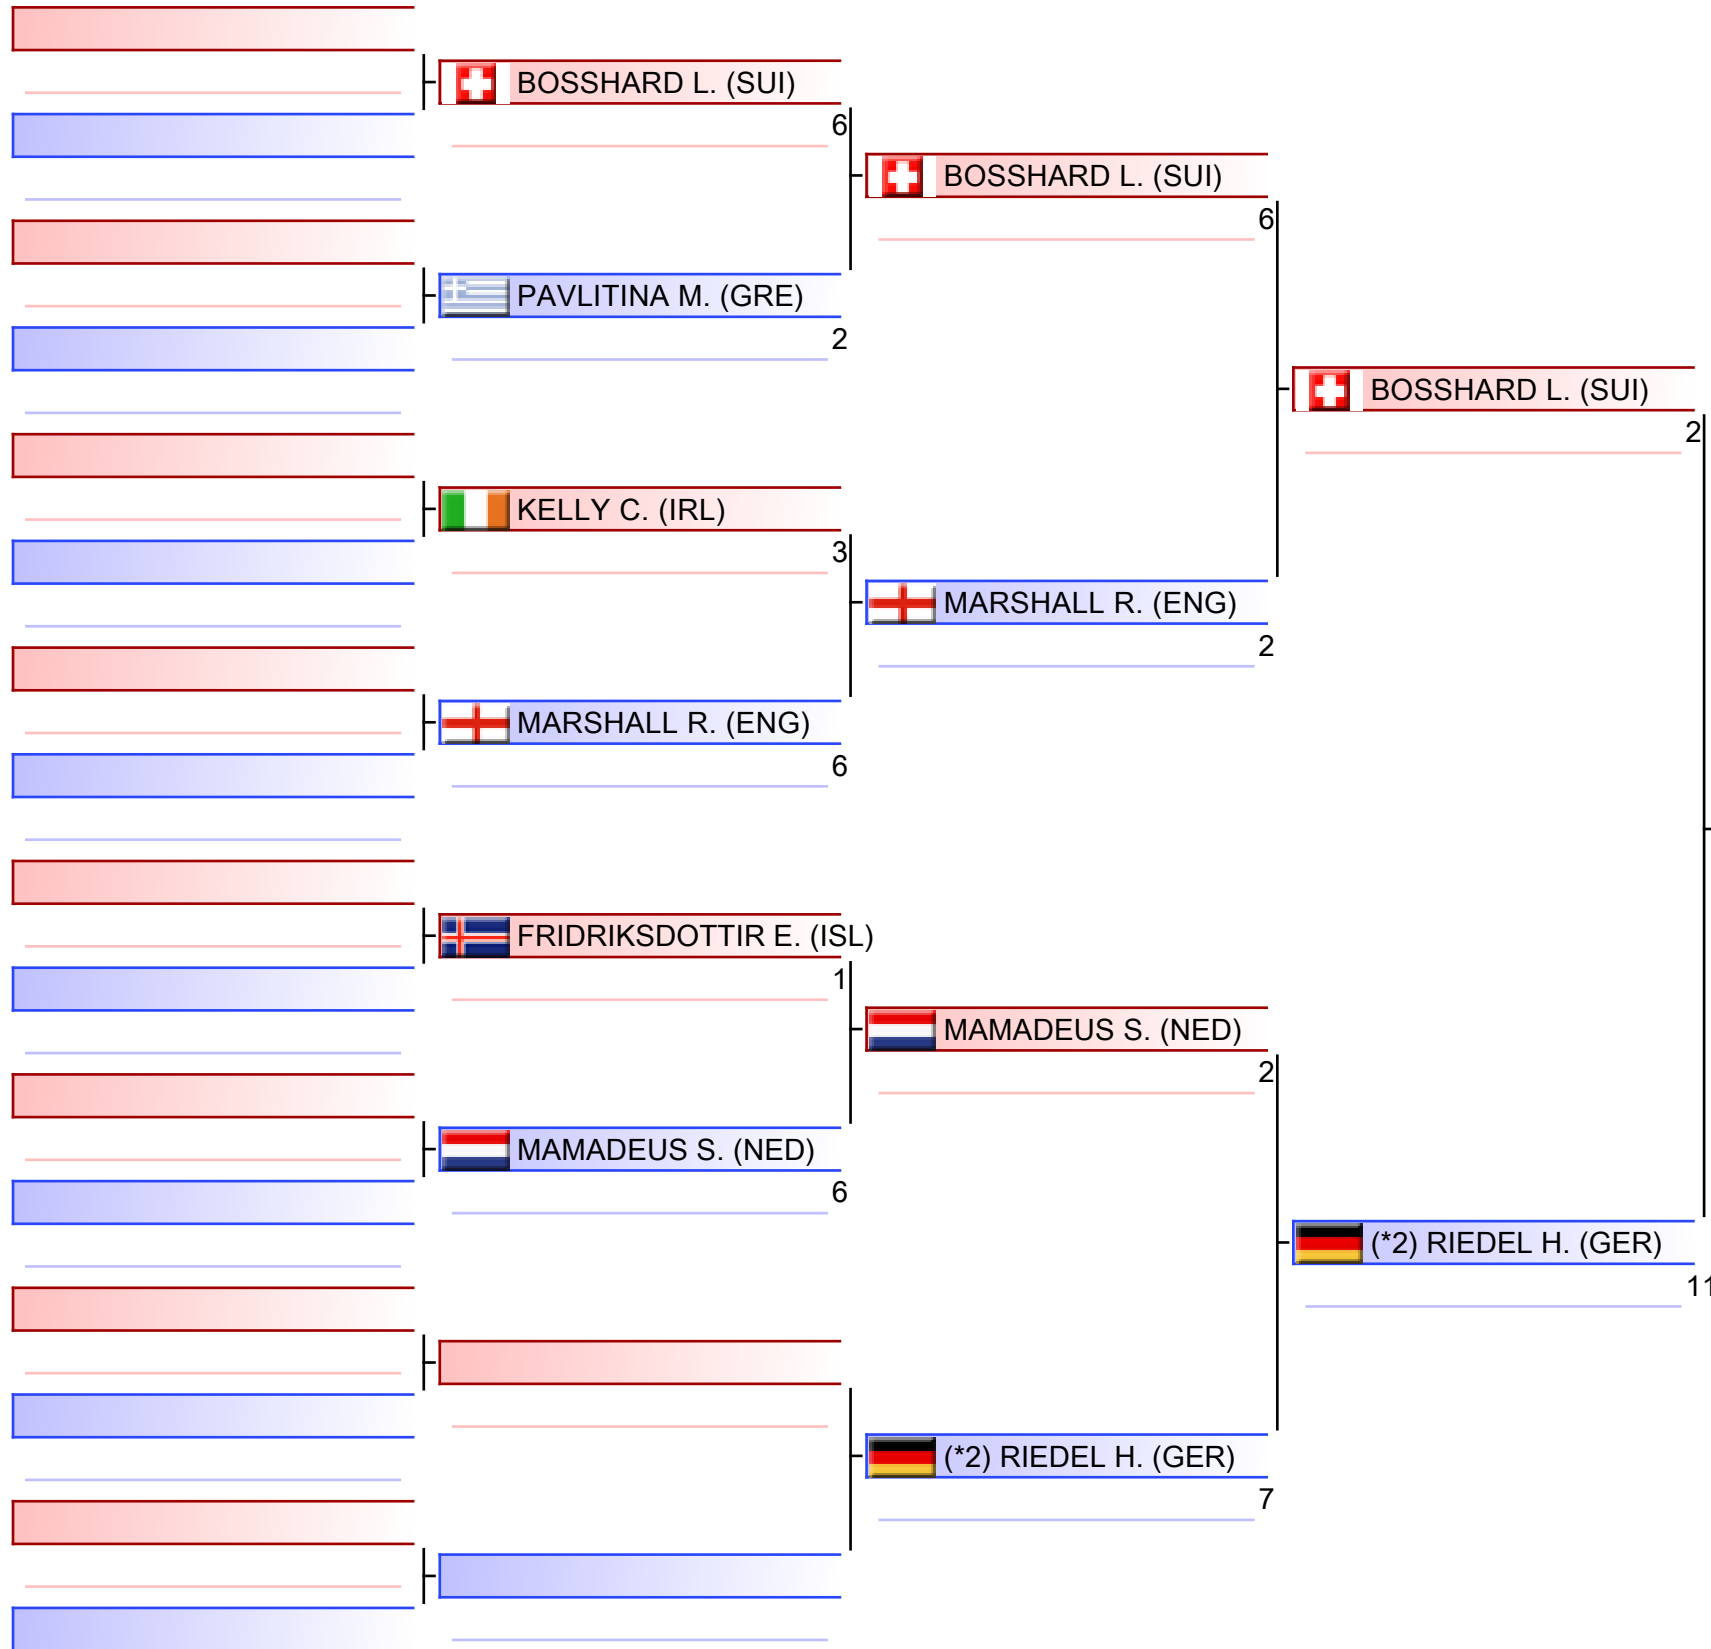 BOSSHARD L. (SUI)
6
PAVLITINA M. (GRE)
2
KELLY C. (IRL)
3
MARSHALL R. (ENG)
6
FRIDRIKSDOTTIR E. (ISL)
1
MAMADEUS S. (NED)
6
BOSSHARD L. (SUI)
6
MARSHALL R. (ENG)
2
MAMADEUS S. (NED)
2
(*2) RIEDEL H. (GER)
7
BOSSHARD L. (SUI)
2
(*2) RIEDEL H. (GER)
11